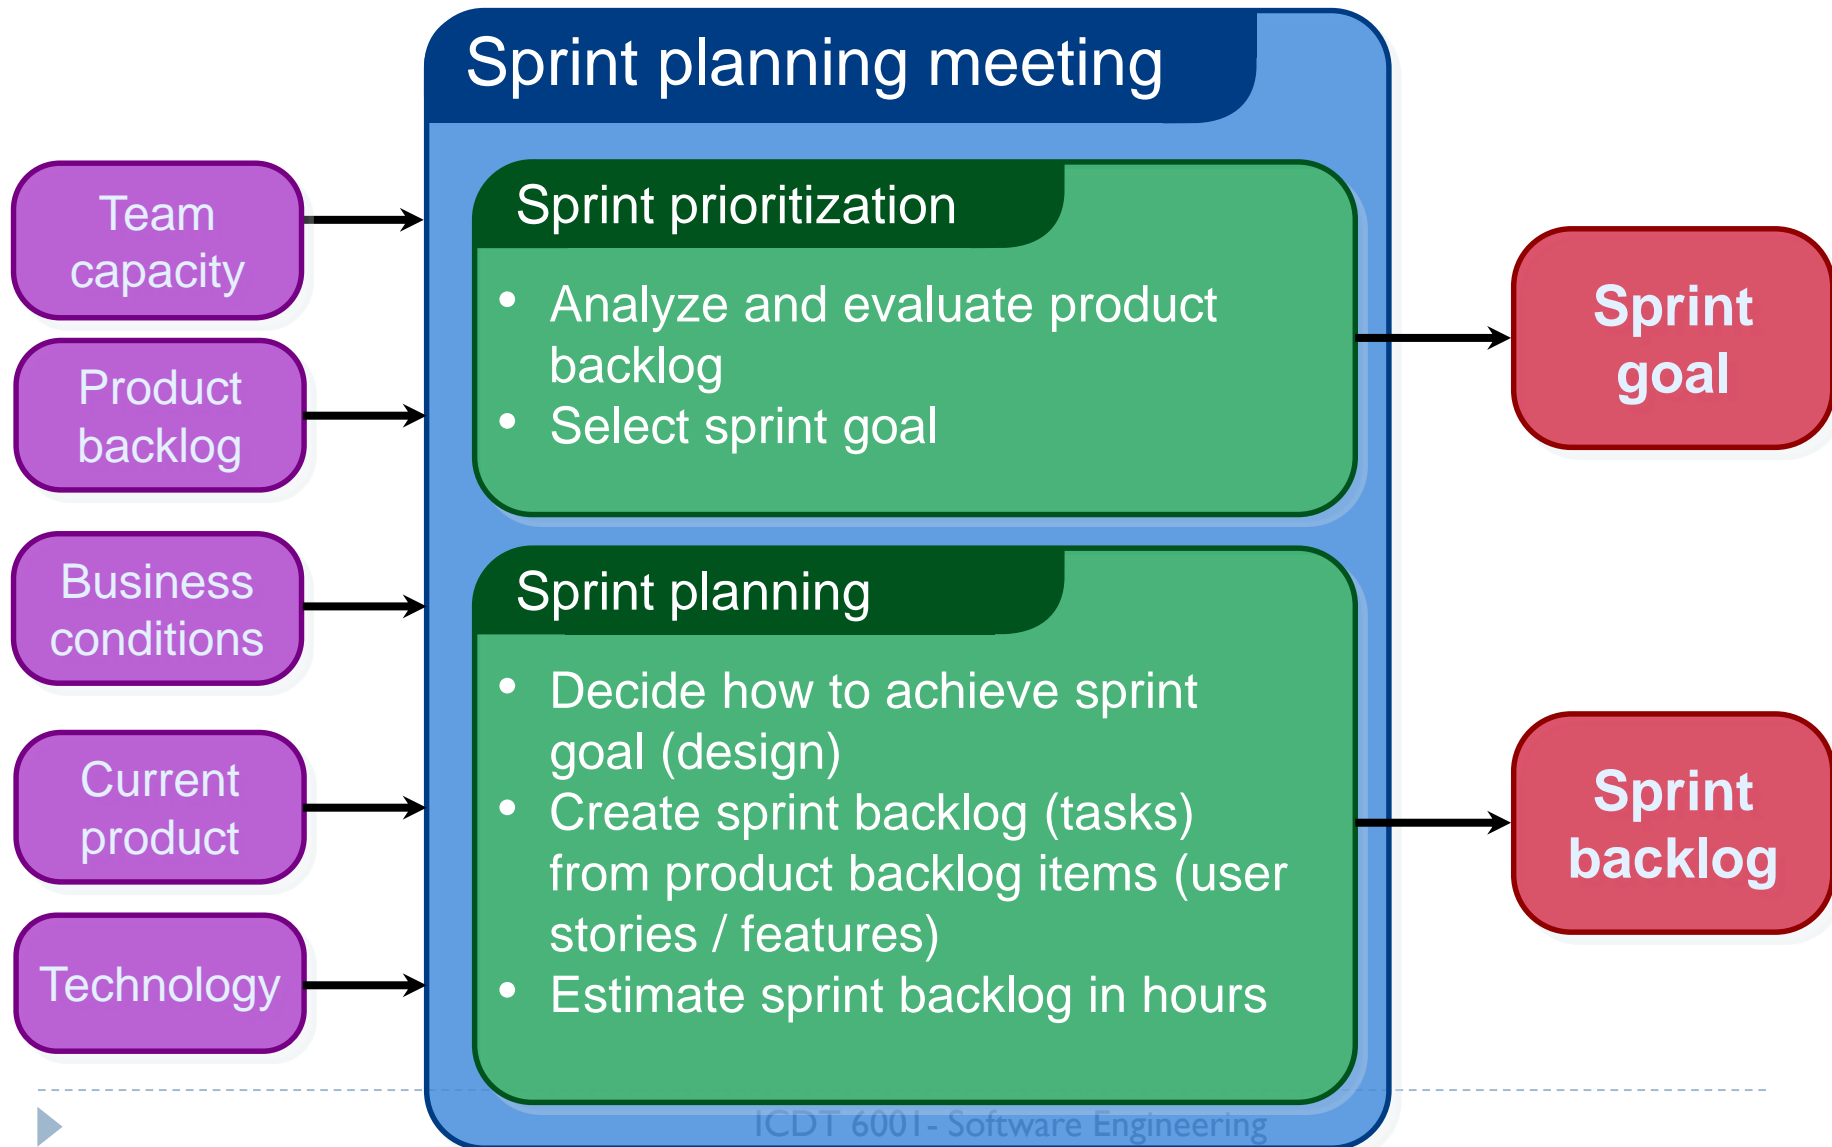 Sprint planning meeting
Team
capacity
Product
backlog
Business
conditions
Current
product
Technology
Sprint prioritization
• Analyze and evaluate product
backlog
• Select sprint goal
Sprint planning
• Decide how to achieve sprint
goal (design)
• Create sprint backlog (tasks)
from product backlog items (user
stories / features)
• Estimate sprint backlog in hours
Sprint
goal
Sprint
backlog
ICDT 6001- Software Engineering